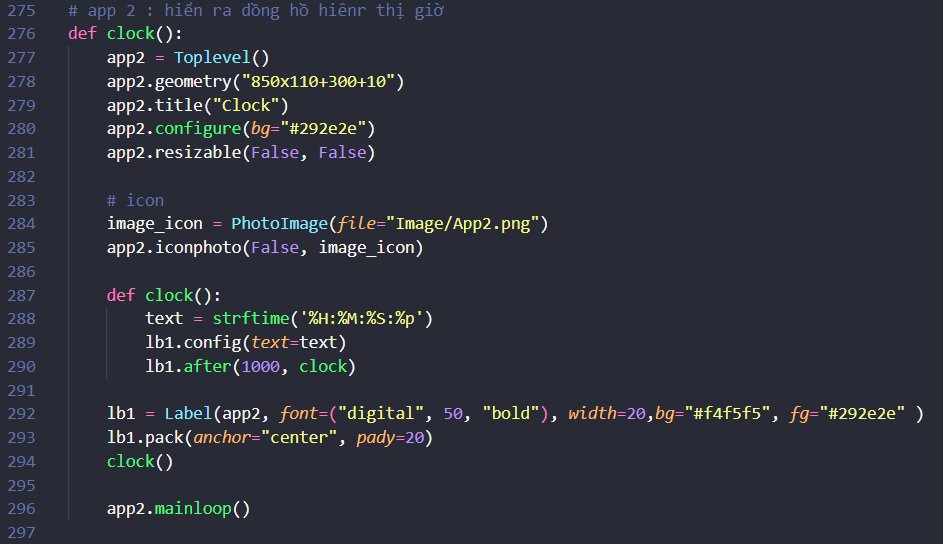 275 # app 2 : hiển ra dồng hồ hiênr thị giờ
276 def clock():
277 app2 = Toplevel()
278 app2.geometry("850x110+300+10")
279 app2.title("Clock")
280 app2.configure(bg="#292e2e")
281 app2.resizable(False, False)
282
283 # icon
284 image_icon = PhotoImage(file="Image/App2.png")
285 app2.iconphoto(False, image_icon)
286
287 def clock():
288 text = strftime('%H:%M:%S:%p')
289 lb1.config(text=text)
290 lb1.after(1000, clock)
291
292 lb1 = Label(app2, font=("digital", 50, "bold"), width=20,bg="#f4f5f5", fg="#292e2e" )
293 lb1.pack(anchor="center", pady=20)
294 clock()
295
296 app2.mainloop()
297